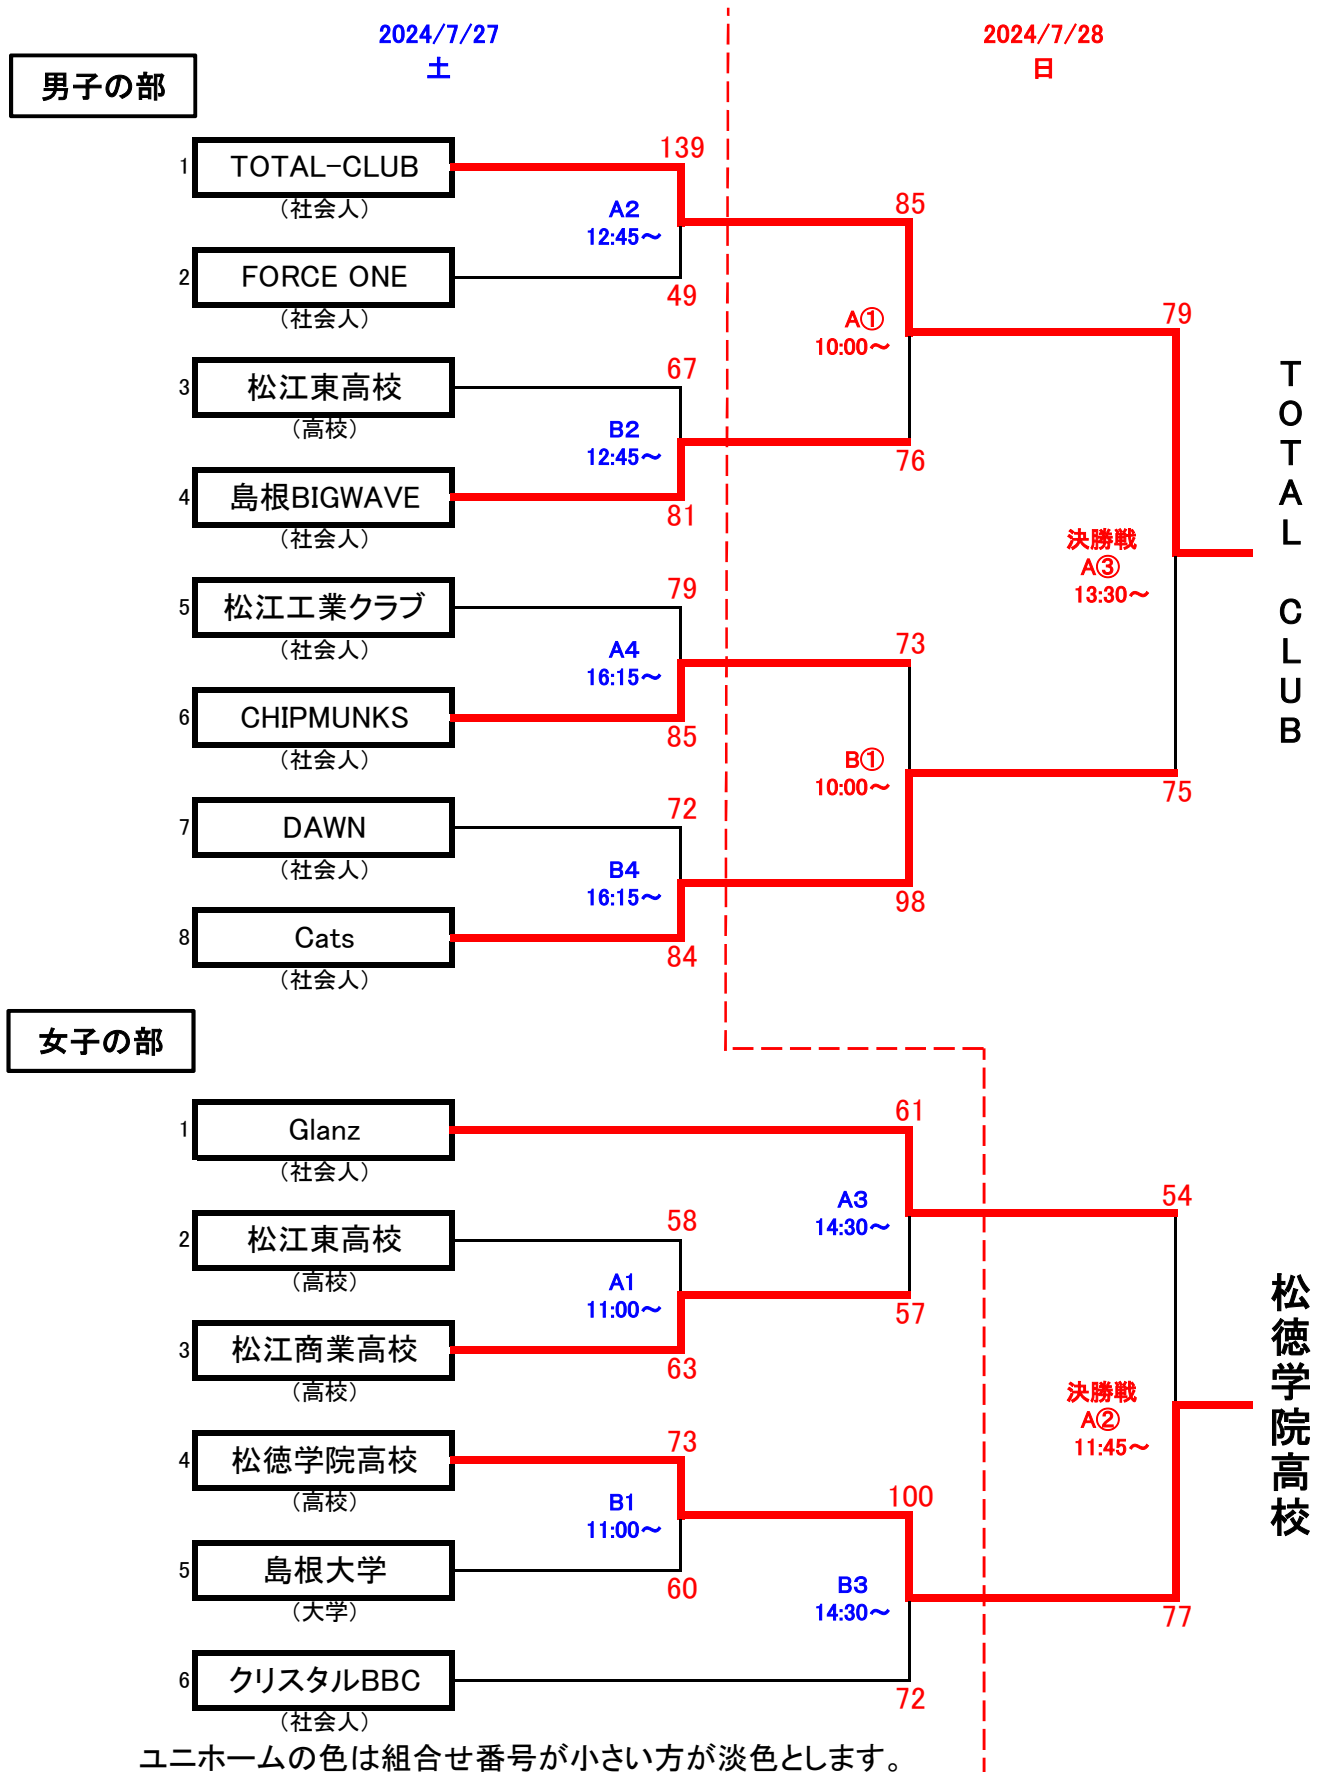 2024/7/27
土
2024/7/28
日
男子の部
1 TOTAL-CLUB
（社会人）
139
A2
12:45～
85
2 FORCE ONE
（社会人）
49
A①
10:00～
79
3 松江東高校
（高校）
67
B2
12:45～
76
4 島根BIGWAVE
（社会人）
81
決勝戦
A③
13:30～
TOTAL CLUB
5 松江工業クラブ
（社会人）
79
A4
16:15～
73
6 CHIPMUNKS
（社会人）
85
B①
10:00～
75
7 DAWN
（社会人）
72
B4
16:15～
98
8 Cats
（社会人）
84
女子の部
1 Glanz
（社会人）
61
A3
14:30～
54
2 松江東高校
（高校）
58
A1
11:00～
57
3 松江商業高校
（高校）
63
決勝戦
A②
11:45～
松徳学院高校
4 松徳学院高校
（高校）
73
B1
11:00～
100
5 島根大学
（大学）
60
B3
14:30～
77
6 クリスタルBBC
（社会人）
72
ユニホームの色は組合せ番号が小さい方が淡色とします。